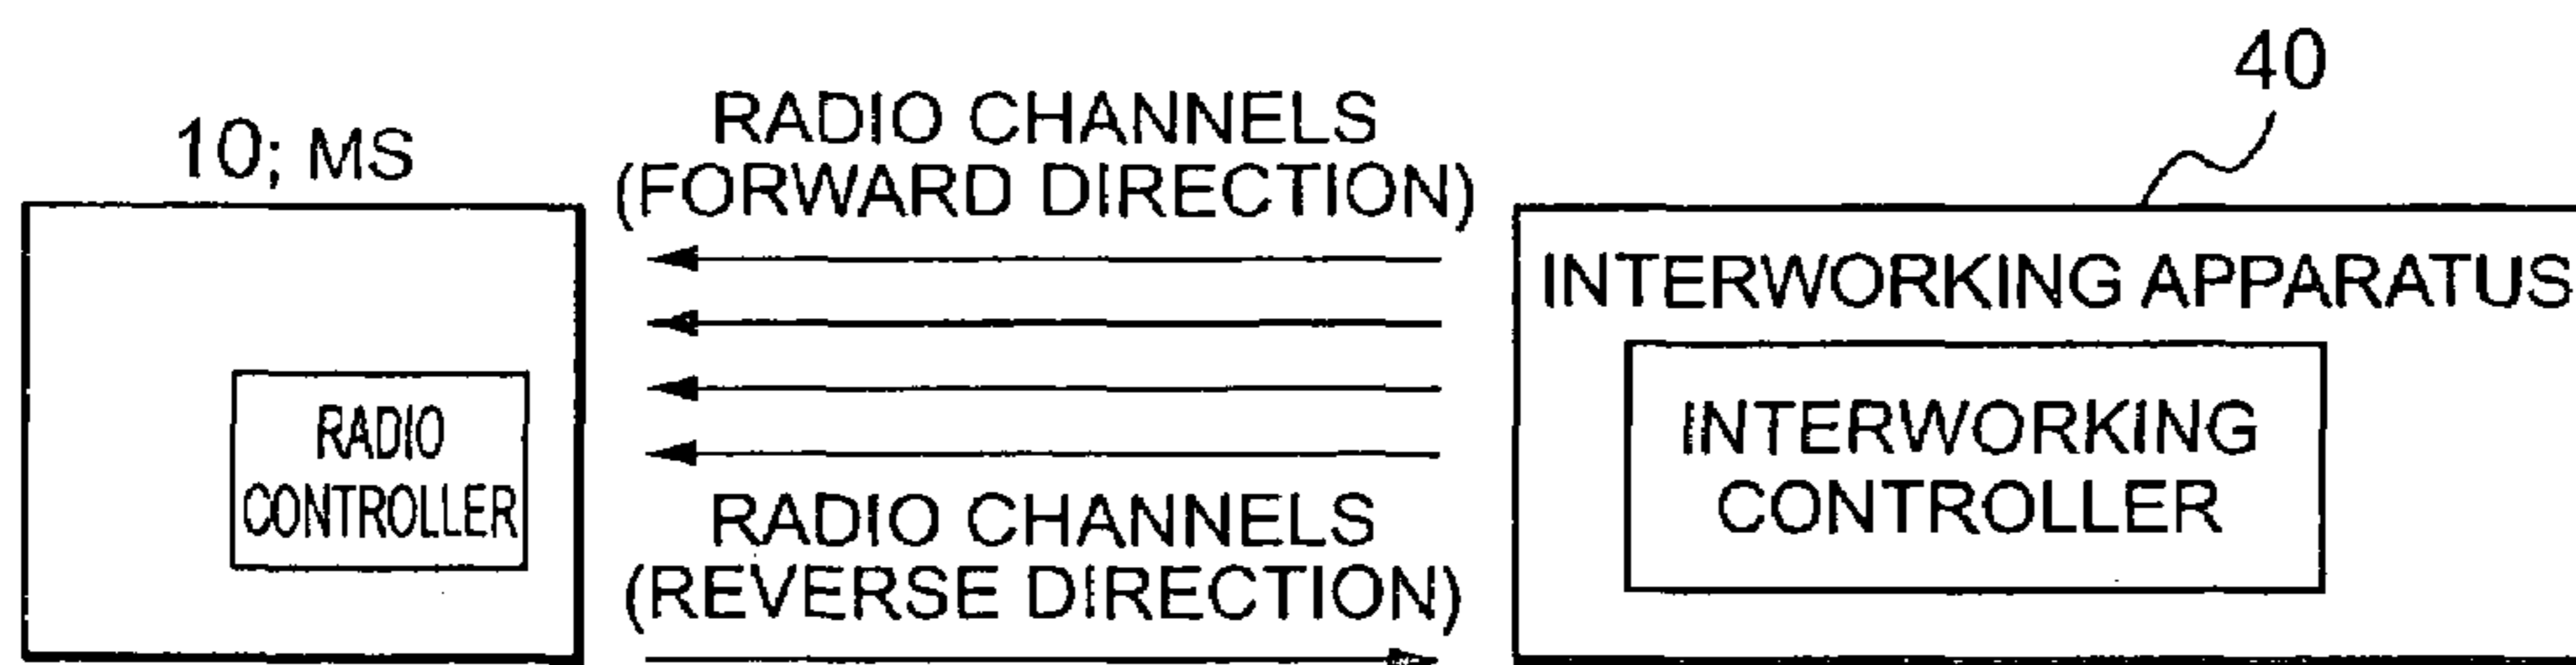 40
10; MS
RADIO CHANNELS
(FORWARD DIRECTION)
INTERWORKING APPARATUS
RADIO
CONTROLLER
INTERWORKING
CONTROLLER
RADIO CHANNELS
(REVERSE DIRECTION)